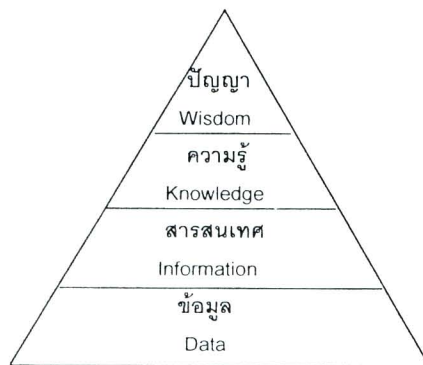 ปัญญา
Wisdom
ความรู้
Knowledge
สารสนเทศ
Information
ข้อมูล
Data